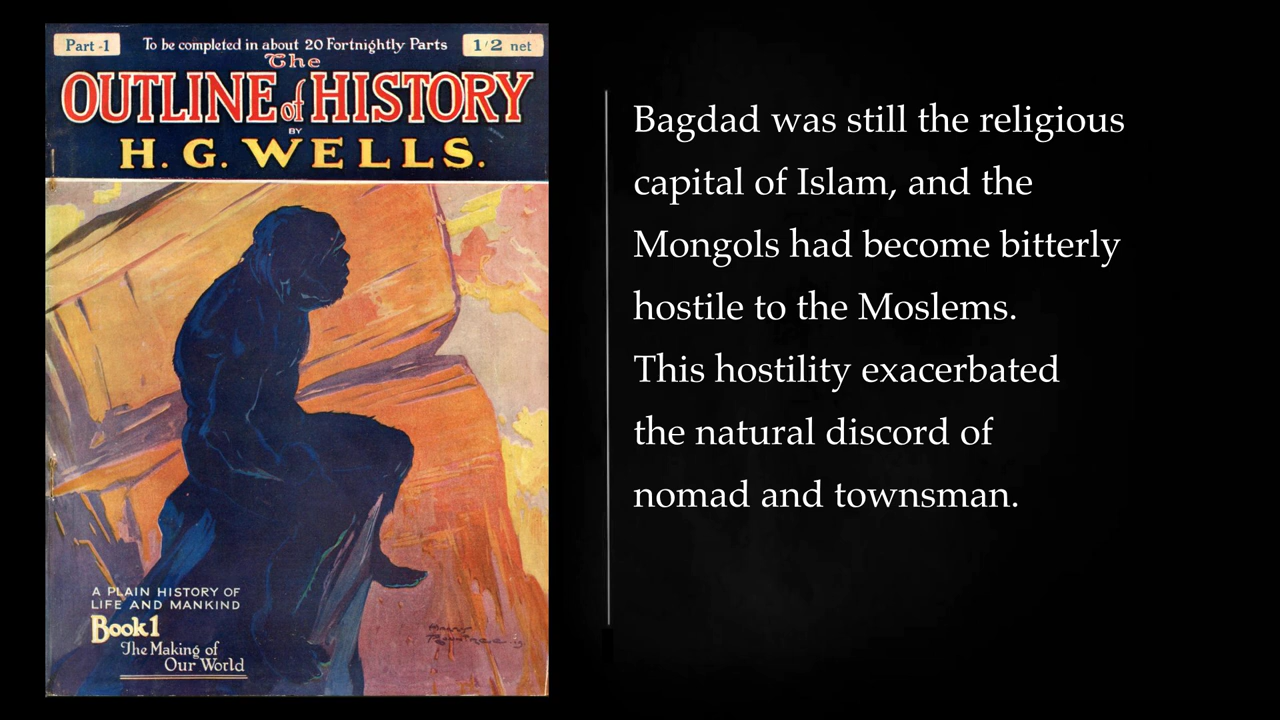 Part -1
To be completed in about 20 Fortnightly Parts
1/2 net
The
OUTLINE of HISTORY
BY
H. G. WELLS.
A PLAIN HISTORY OF
LIFE AND MANKIND
Book 1
The Making of
Our World
Bagdad was still the religious
capital of Islam, and the
Mongols had become bitterly
hostile to the Moslems.
This hostility exacerbated
the natural discord of
nomad and townsman.